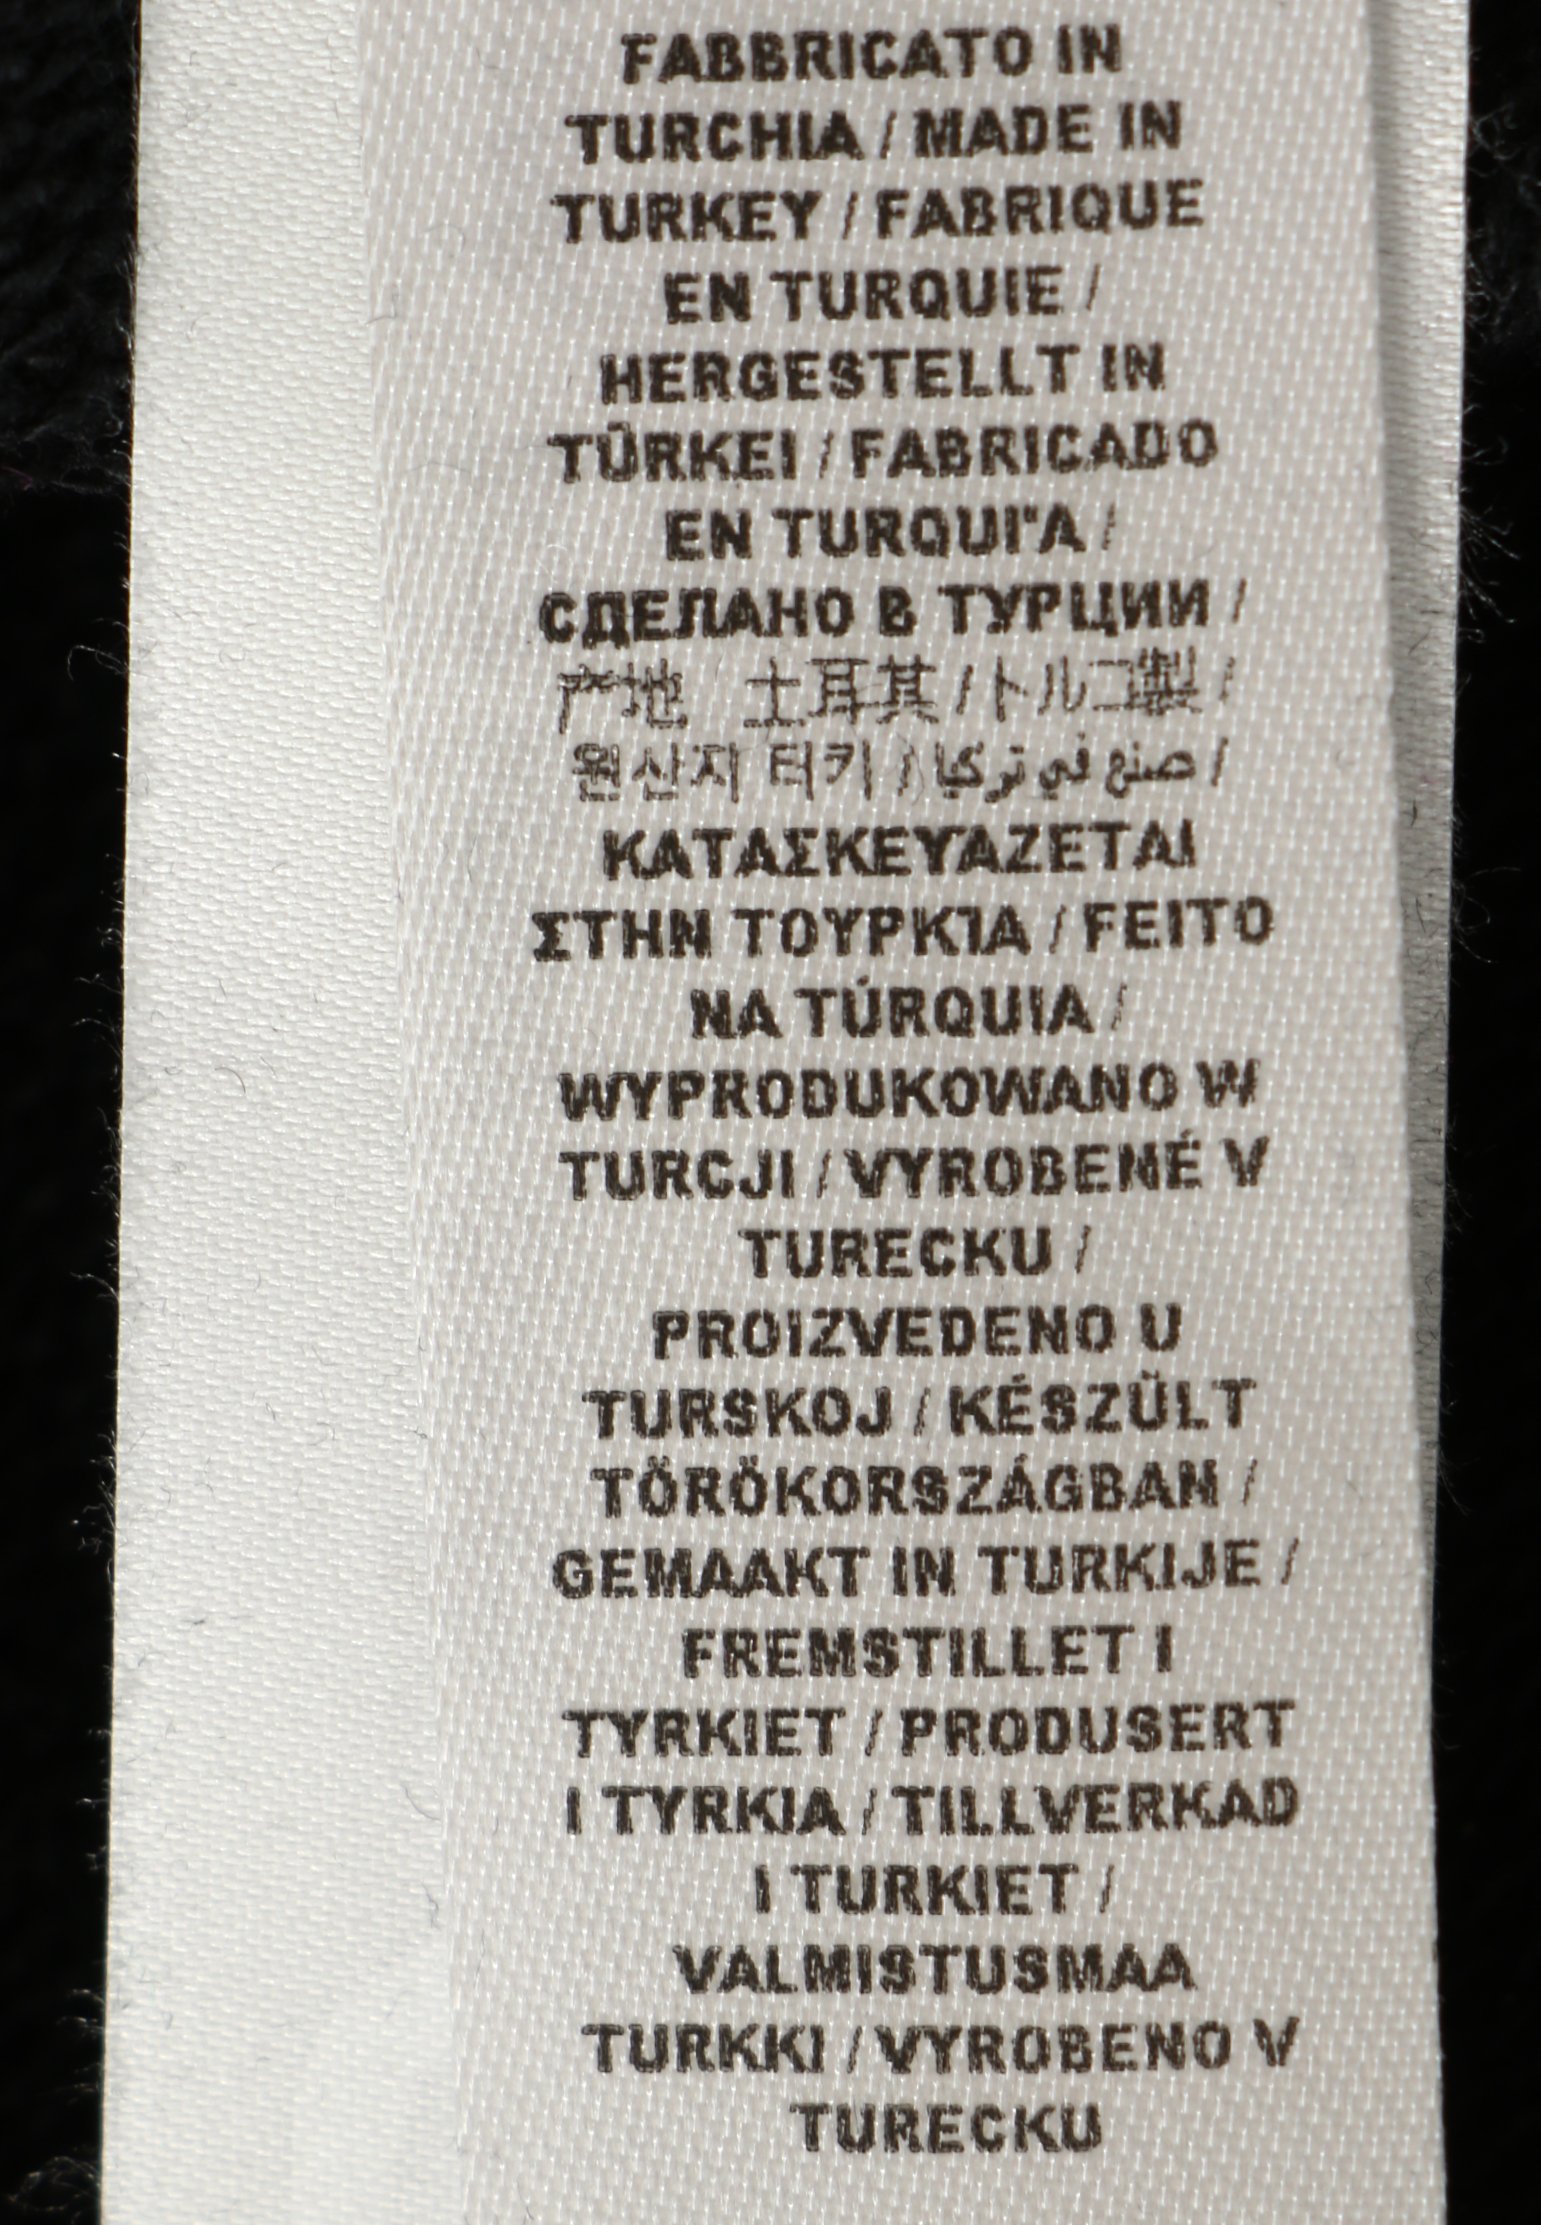 FABBRICATO IN
TURCHIA / MADE IN
TURKEY / FABRIQUE
EN TURQUIE /
HERGESTELLT IN
TÜRKEI / FABRICADO
EN TURQUI'A /
СДЕЛАНО В ТУРЦИИ /
产地 土耳其 / トルコ製 /
원산지 터키 / صنع في تركيا /
ΚΑΤΑΣΚΕΥΑΖΕΤΑΙ
ΣΤΗΝ ΤΟΥΡΚΊΑ / FEITO
NA TÚRQUIA /
WYPRODUKOWANO W
TURCJI / VYROBENÉ V
TURECKU /
PROIZVEDENO U
TURSKOJ / KÉSZÜLT
TÖRÖKORSZÁGBAN /
GEMAAKT IN TURKIJE /
FREMSTILLET I
TYRKIET / PRODUSERT
I TYRKIA / TILLVERKAD
I TURKIET /
VALMISTUSMAA
TURKKI / VYROBENO V
TURECKU